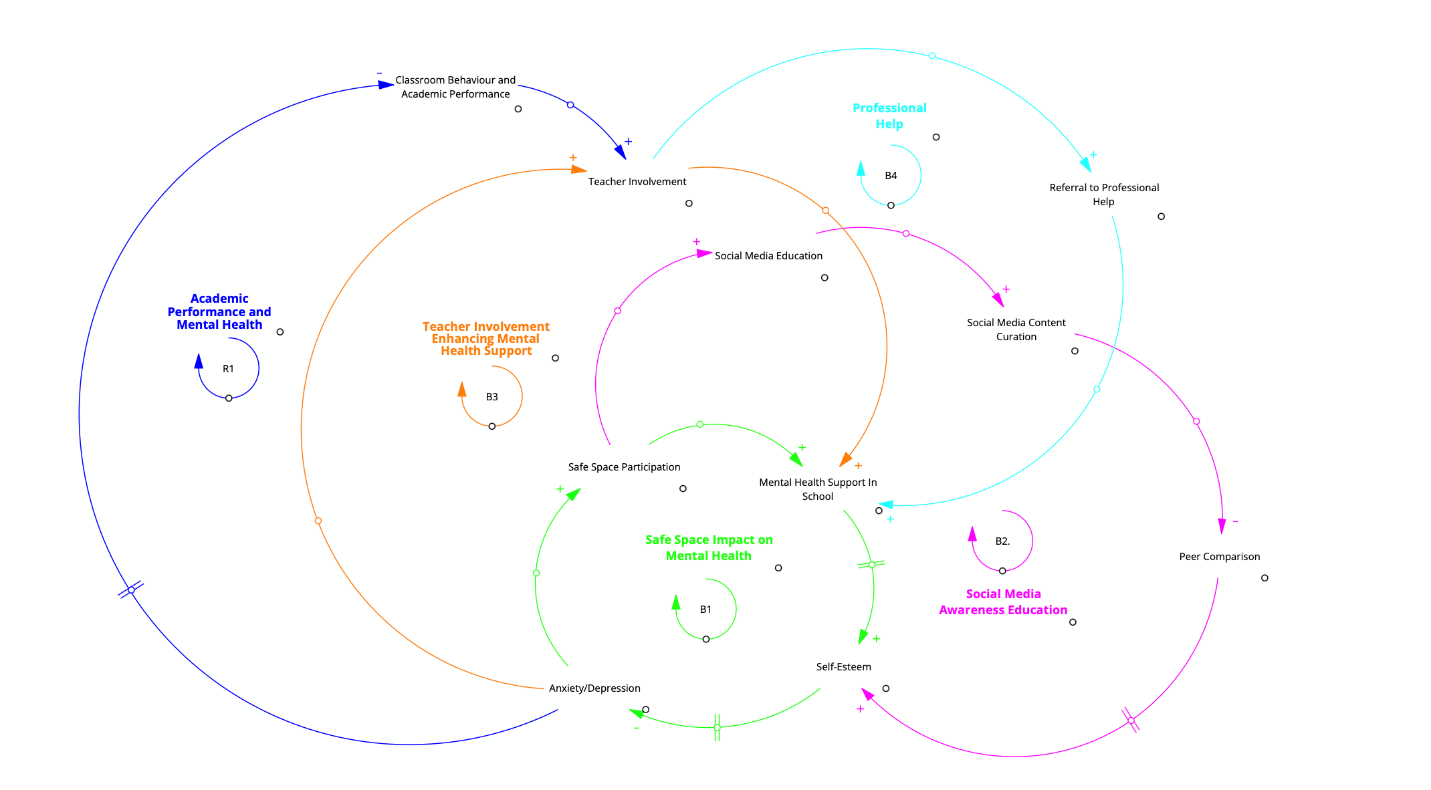 –
Classroom Behaviour and
Academic Performance
+
Professional
Help
+
Teacher Involvement
+
B4
+
Referral to Professional
Help
+
Social Media Education
Academic
Performance and
Mental Health
+
Social Media Content
Curation
Teacher Involvement
Enhancing Mental
Health Support
R1
B3
+
+
Safe Space Participation
Mental Health Support In
School
+
+
–
Safe Space Impact on
Mental Health
B2.
Peer Comparison
Social Media
Awareness Education
B1
+
Self-Esteem
Anxiety/Depression
+
–